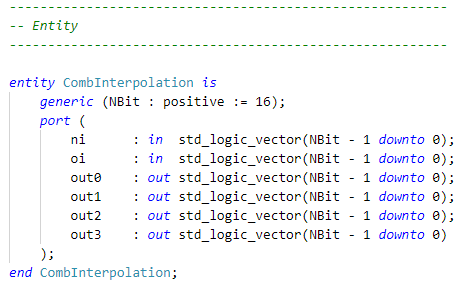 ---------------------------------------------------------
-- Entity
---------------------------------------------------------
entity CombInterpolation is
    generic (NBit : positive := 16);
    port (
        ni      : in  std_logic_vector(NBit - 1 downto 0);
        oi      : in  std_logic_vector(NBit - 1 downto 0);
        out0    : out std_logic_vector(NBit - 1 downto 0);
        out1    : out std_logic_vector(NBit - 1 downto 0);
        out2    : out std_logic_vector(NBit - 1 downto 0);
        out3    : out std_logic_vector(NBit - 1 downto 0)
    );
end CombInterpolation;